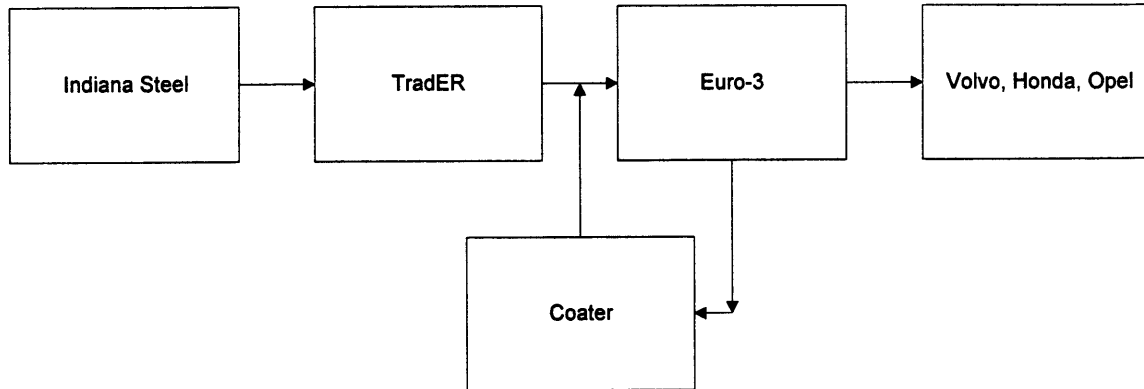 Indiana Steel
TradER
Euro-3
Volvo, Honda, Opel
Coater